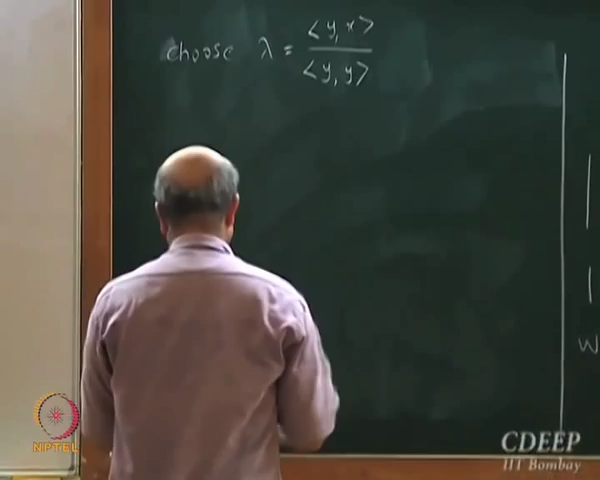 choose λ = <y, x> / <y, y>
W
NPTEL
CDEEP
IIT Bombay